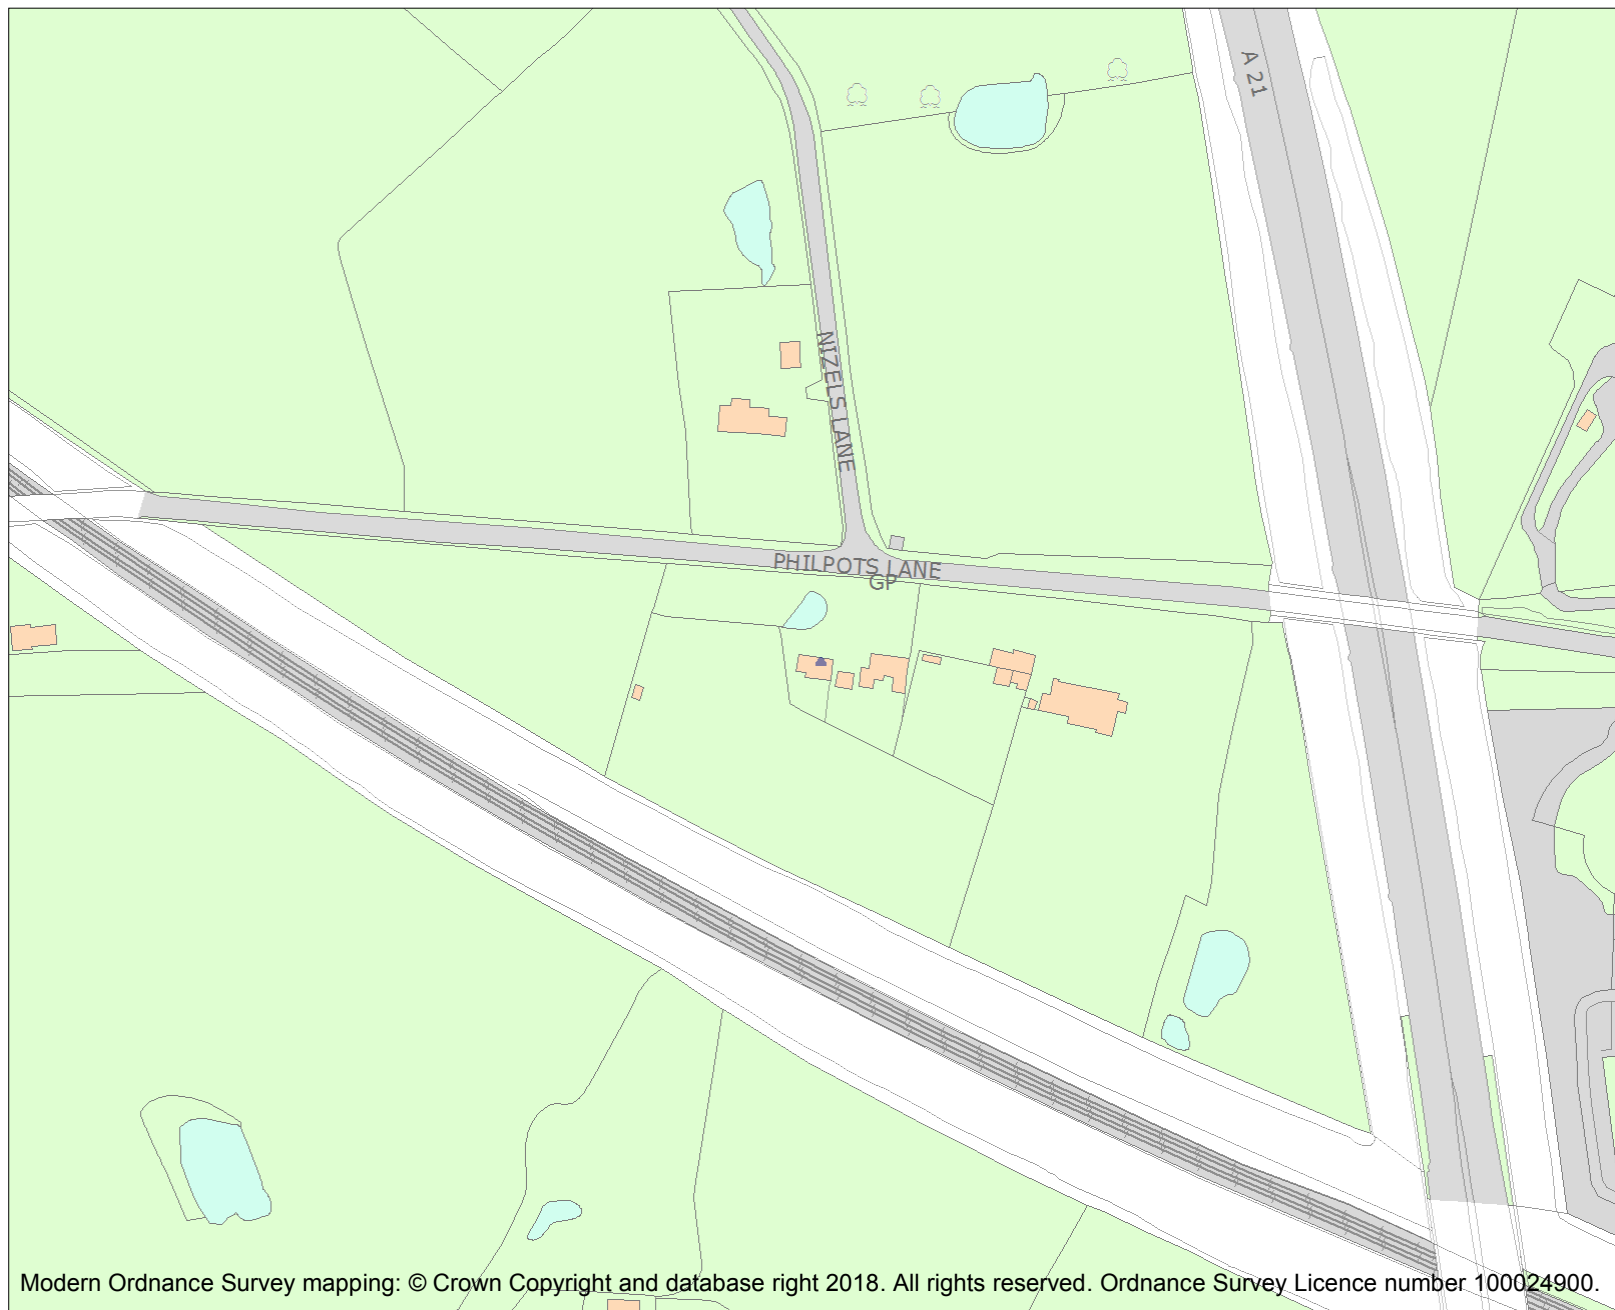 A 21
NIZELS LANE
PHILPOTS LANE
GP
Modern Ordnance Survey mapping: © Crown Copyright and database right 2018. All rights reserved. Ordnance Survey Licence number 100024900.